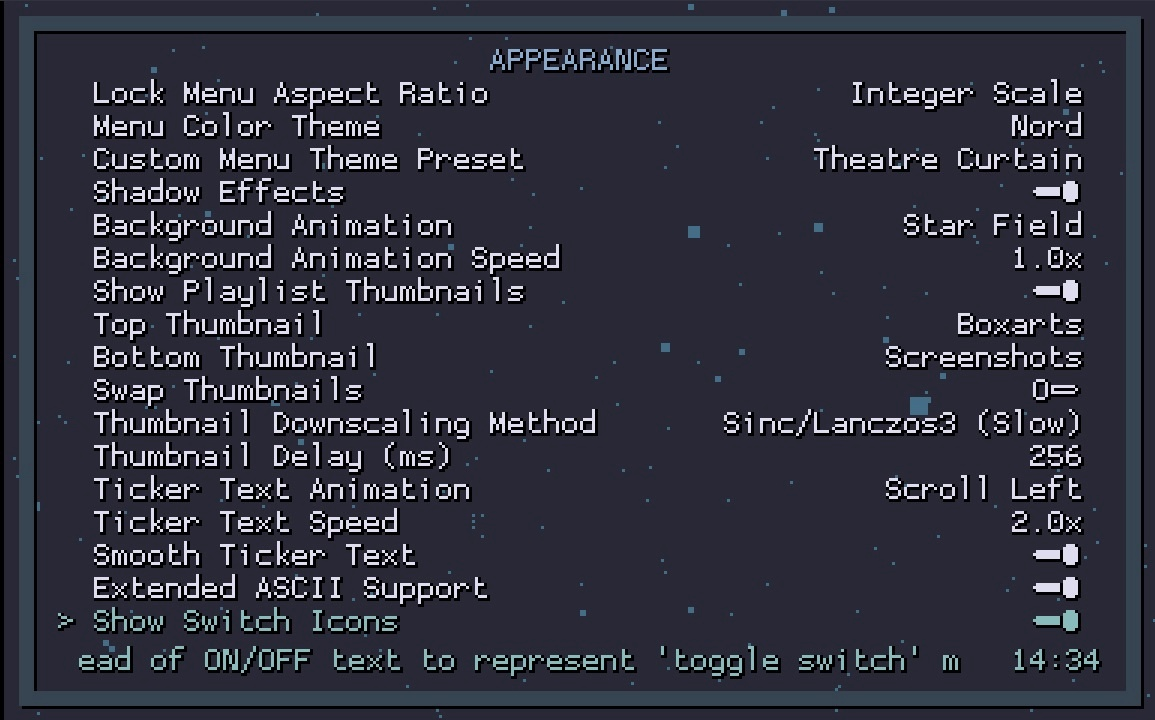 APPEARANCE
Lock Menu Aspect Ratio Integer Scale
Menu Color Theme Nord
Custom Menu Theme Preset Theatre Curtain
Shadow Effects
Background Animation Star Field
Background Animation Speed 1.0x
Show Playlist Thumbnails
Top Thumbnail Boxarts
Bottom Thumbnail Screenshots
Swap Thumbnails
Thumbnail Downscaling Method Sinc/Lanczos3 (Slow)
Thumbnail Delay (ms) 256
Ticker Text Animation Scroll Left
Ticker Text Speed 2.0x
Smooth Ticker Text
Extended ASCII Support
> Show Switch Icons
ead of ON/OFF text to represent 'toggle switch' m 14:34